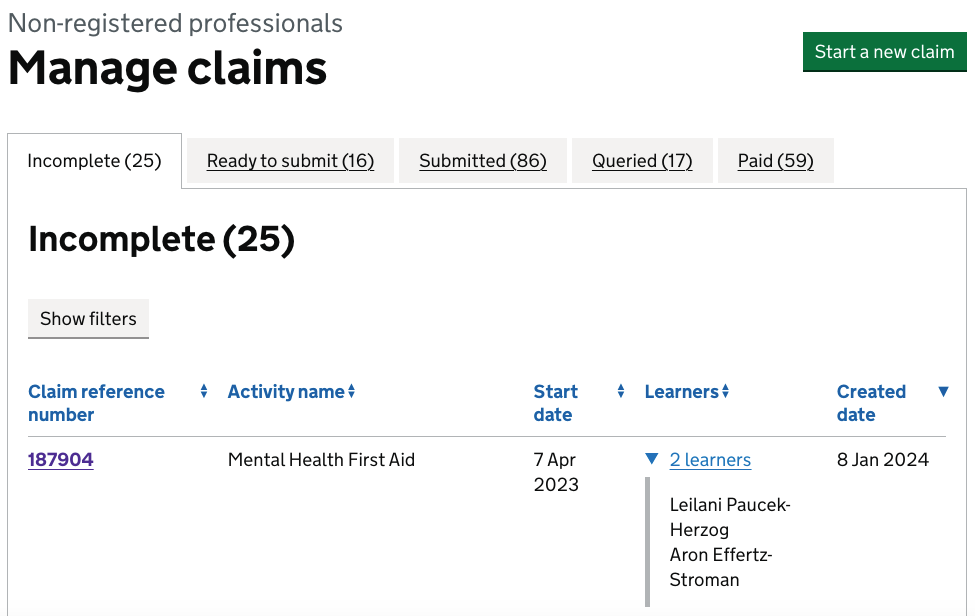 Non-registered professionals
Manage claims
Start a new claim
Incomplete (25)
Ready to submit (16)
Submitted (86)
Queried (17)
Paid (59)
Incomplete (25)
Show filters
Claim reference
number
Activity name
Start
date
Learners
Created
date
187904
Mental Health First Aid
7 Apr
2023
2 learners
8 Jan 2024
Leilani Paucek-
Herzog
Aron Effertz-
Stroman